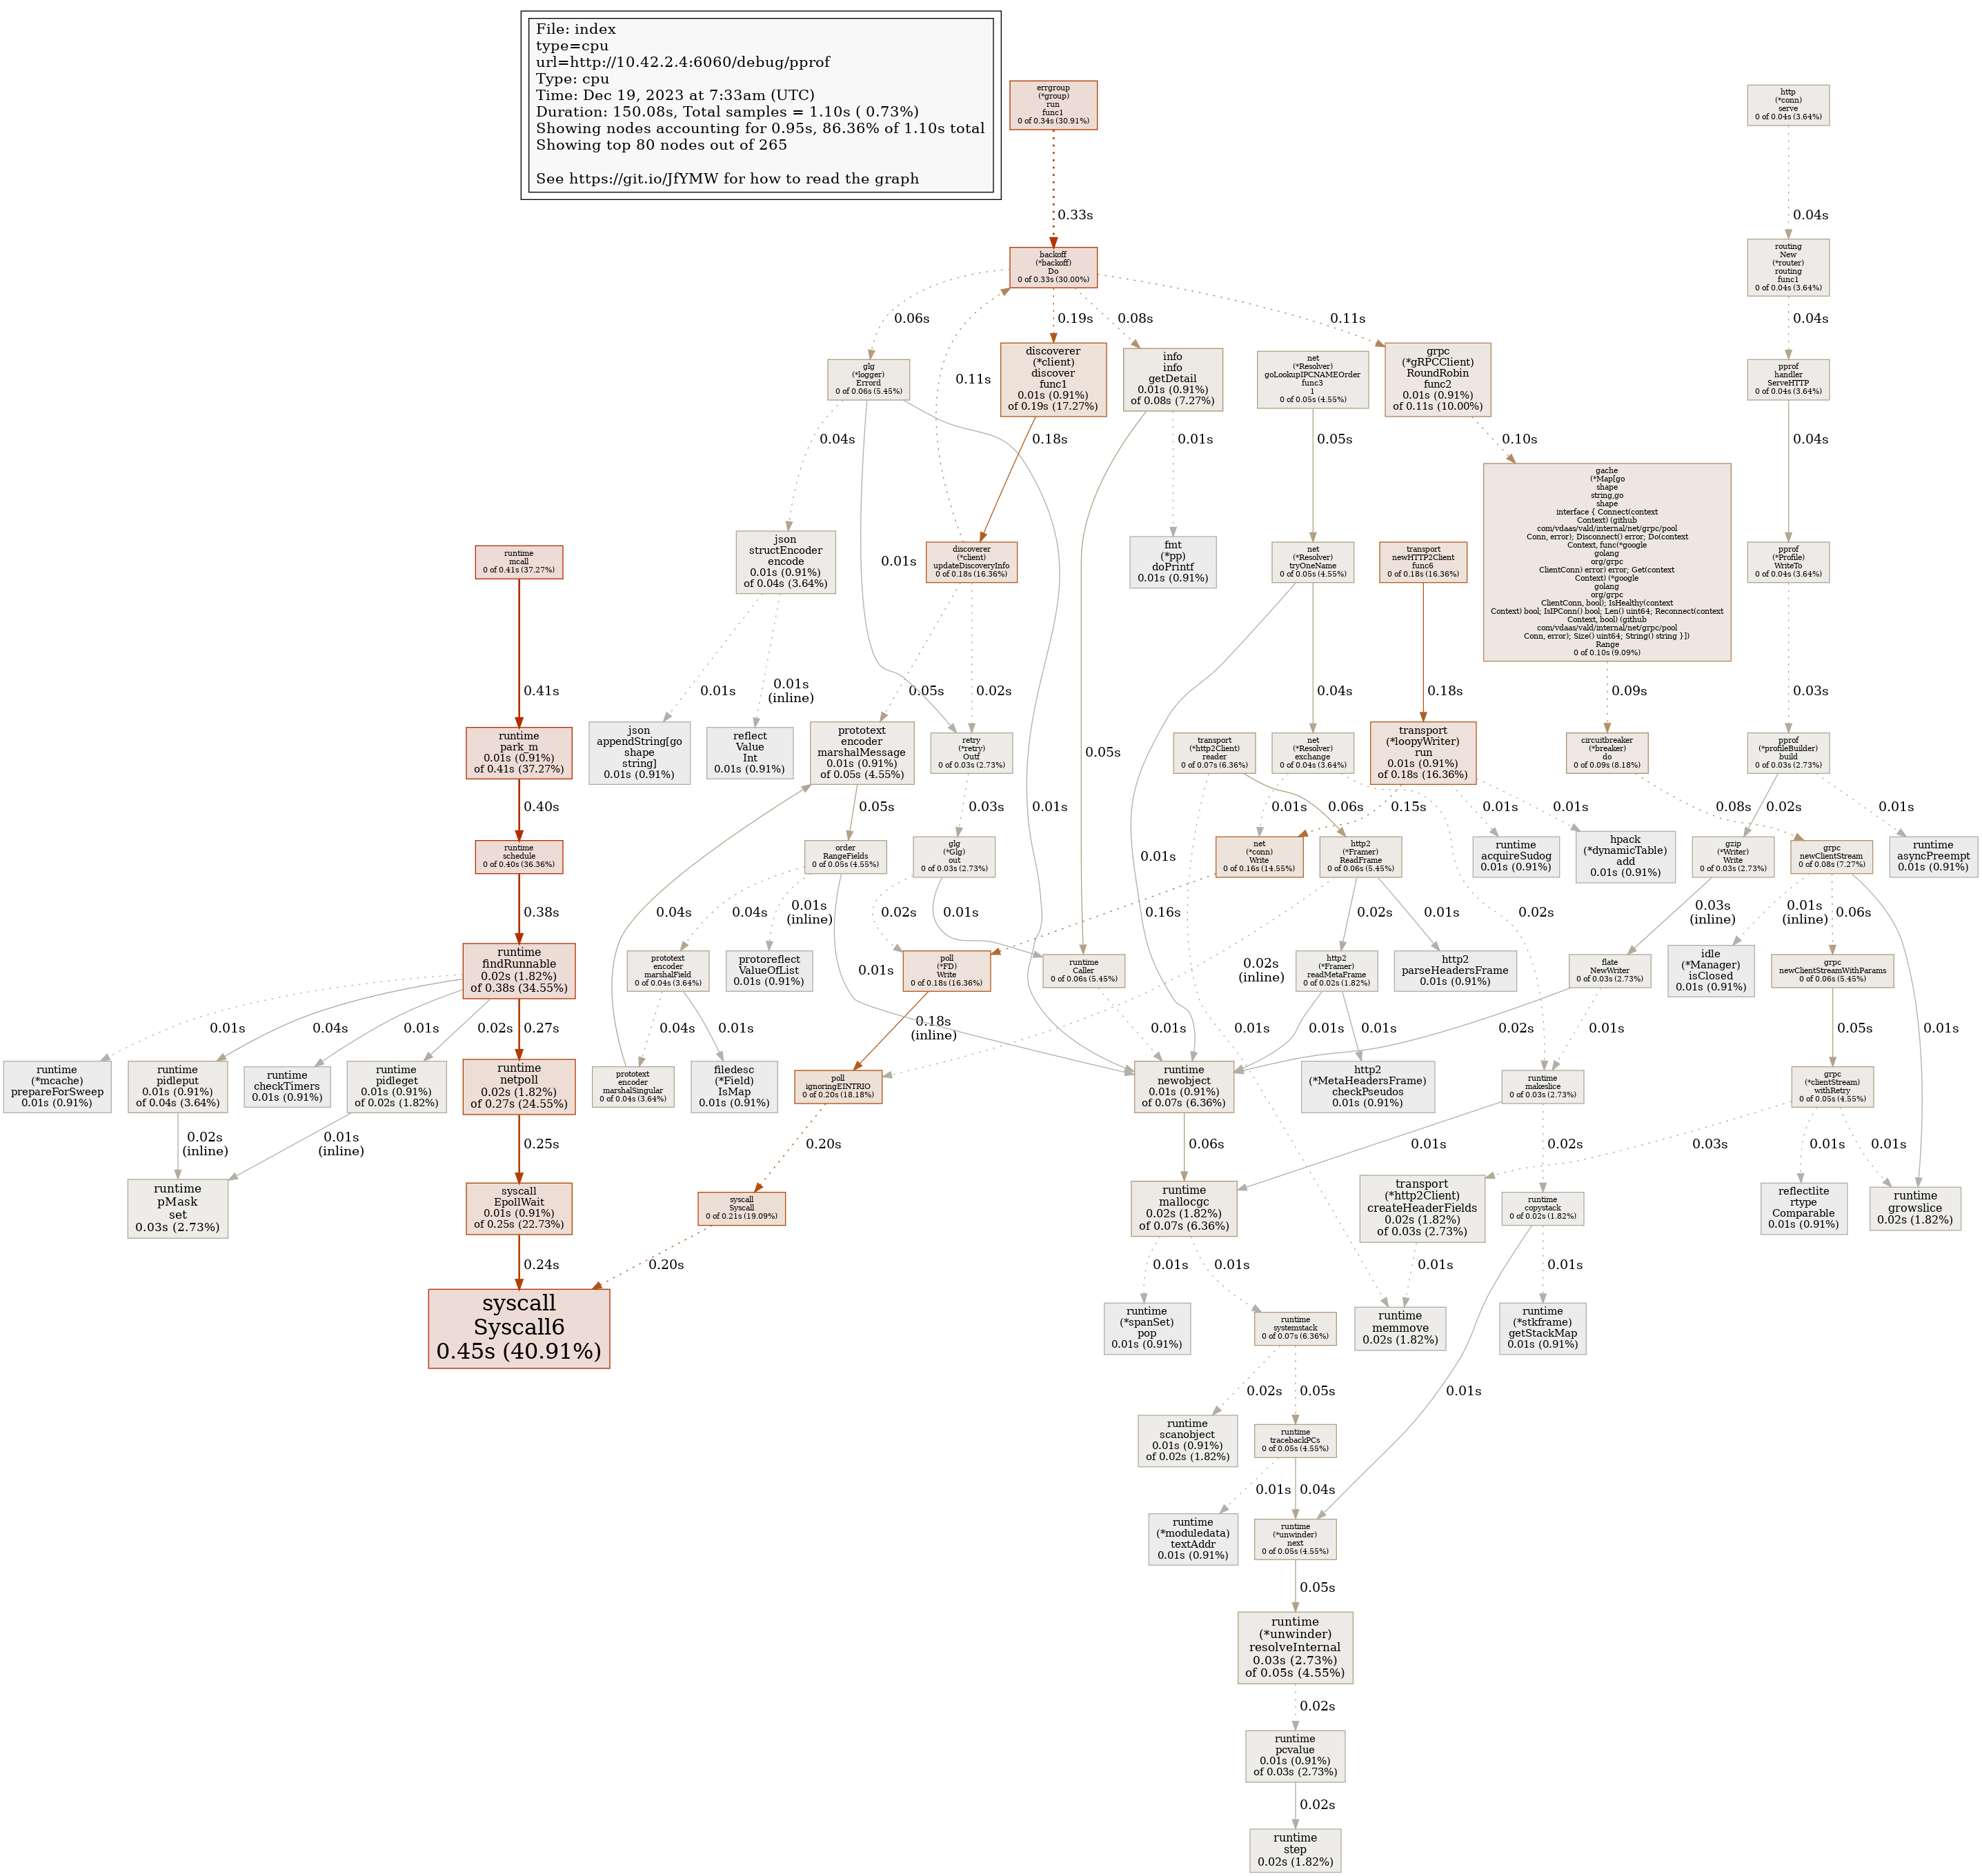 File: index
type=cpu
url=http://10.42.2.4:6060/debug/pprof
Type: cpu
Time: Dec 19, 2023 at 7:33am (UTC)
Duration: 150.08s, Total samples = 1.10s ( 0.73%)
Showing nodes accounting for 0.95s, 86.36% of 1.10s total
Showing top 80 nodes out of 265
See https://git.io/JfYMW for how to read the graph
errgroup
(*group)
run
func1
0 of 0.34s (30.91%)
http
(*conn)
serve
0 of 0.04s (3.64%)
0.33s
0.04s
backoff
(*backoff)
Do
0 of 0.33s (30.00%)
routing
New
(*router)
routing
func1
0 of 0.04s (3.64%)
0.06s
0.19s
0.08s
0.11s
0.04s
glg
(*logger)
Errord
0 of 0.06s (5.45%)
0.11s
discoverer
(*client)
discover
func1
0.01s (0.91%)
of 0.19s (17.27%)
info
info
getDetail
0.01s (0.91%)
of 0.08s (7.27%)
net
(*Resolver)
goLookupIPCNAMEOrder
func3
1
0 of 0.05s (4.55%)
grpc
(*gRPCClient)
RoundRobin
func2
0.01s (0.91%)
of 0.11s (10.00%)
pprof
handler
ServeHTTP
0 of 0.04s (3.64%)
0.04s
0.18s
0.01s
0.05s
0.10s
0.04s
gache
(*Map[go
shape
string,go
shape
interface { Connect(context
Context) (github
com/vdaas/vald/internal/net/grpc/pool
Conn, error); Disconnect() error; Do(context
Context, func(*google
golang
org/grpc
ClientConn) error) error; Get(context
Context) (*google
golang
org/grpc
ClientConn, bool); IsHealthy(context
Context) bool; IsIPConn() bool; Len() uint64; Reconnect(context
Context, bool) (github
com/vdaas/vald/internal/net/grpc/pool
Conn, error); Size() uint64; String() string }])
Range
0 of 0.10s (9.09%)
runtime
mcall
0 of 0.41s (37.27%)
json
structEncoder
encode
0.01s (0.91%)
of 0.04s (3.64%)
0.01s
discoverer
(*client)
updateDiscoveryInfo
0 of 0.18s (16.36%)
fmt
(*pp)
doPrintf
0.01s (0.91%)
net
(*Resolver)
tryOneName
0 of 0.05s (4.55%)
transport
newHTTP2Client
func6
0 of 0.18s (16.36%)
pprof
(*Profile)
WriteTo
0 of 0.04s (3.64%)
0.41s
0.01s
0.01s
(inline)
0.05s
0.02s
0.04s
0.18s
0.09s
0.03s
runtime
park_m
0.01s (0.91%)
of 0.41s (37.27%)
json
appendString[go
shape
string]
0.01s (0.91%)
reflect
Value
Int
0.01s (0.91%)
prototext
encoder
marshalMessage
0.01s (0.91%)
of 0.05s (4.55%)
retry
(*retry)
Outf
0 of 0.03s (2.73%)
0.05s
transport
(*http2Client)
reader
0 of 0.07s (6.36%)
net
(*Resolver)
exchange
0 of 0.04s (3.64%)
transport
(*loopyWriter)
run
0.01s (0.91%)
of 0.18s (16.36%)
circuitbreaker
(*breaker)
do
0 of 0.09s (8.18%)
pprof
(*profileBuilder)
build
0 of 0.03s (2.73%)
0.40s
0.05s
0.03s
0.01s
0.01s
0.06s
0.15s
0.01s
0.01s
0.08s
0.02s
0.01s
runtime
schedule
0 of 0.40s (36.36%)
order
RangeFields
0 of 0.05s (4.55%)
glg
(*Glg)
out
0 of 0.03s (2.73%)
0.01s
net
(*conn)
Write
0 of 0.16s (14.55%)
http2
(*Framer)
ReadFrame
0 of 0.06s (5.45%)
runtime
acquireSudog
0.01s (0.91%)
hpack
(*dynamicTable)
add
0.01s (0.91%)
gzip
(*Writer)
Write
0 of 0.03s (2.73%)
grpc
newClientStream
0 of 0.08s (7.27%)
runtime
asyncPreempt
0.01s (0.91%)
0.38s
0.04s
0.04s
0.01s
(inline)
0.02s
0.01s
0.16s
0.02s
0.01s
0.02s
0.03s
(inline)
0.01s
(inline)
0.06s
runtime
findRunnable
0.02s (1.82%)
of 0.38s (34.55%)
prototext
encoder
marshalField
0 of 0.04s (3.64%)
protoreflect
ValueOfList
0.01s (0.91%)
0.01s
poll
(*FD)
Write
0 of 0.18s (16.36%)
runtime
Caller
0 of 0.06s (5.45%)
0.02s
(inline)
http2
(*Framer)
readMetaFrame
0 of 0.02s (1.82%)
http2
parseHeadersFrame
0.01s (0.91%)
flate
NewWriter
0 of 0.03s (2.73%)
idle
(*Manager)
isClosed
0.01s (0.91%)
grpc
newClientStreamWithParams
0 of 0.06s (5.45%)
0.01s
0.04s
0.01s
0.02s
0.27s
0.04s
0.01s
0.18s
(inline)
0.01s
0.01s
0.01s
0.01s
0.02s
0.01s
0.05s
0.01s
runtime
(*mcache)
prepareForSweep
0.01s (0.91%)
runtime
pidleput
0.01s (0.91%)
of 0.04s (3.64%)
runtime
checkTimers
0.01s (0.91%)
runtime
pidleget
0.01s (0.91%)
of 0.02s (1.82%)
runtime
netpoll
0.02s (1.82%)
of 0.27s (24.55%)
prototext
encoder
marshalSingular
0 of 0.04s (3.64%)
filedesc
(*Field)
IsMap
0.01s (0.91%)
poll
ignoringEINTRIO
0 of 0.20s (18.18%)
runtime
newobject
0.01s (0.91%)
of 0.07s (6.36%)
http2
(*MetaHeadersFrame)
checkPseudos
0.01s (0.91%)
runtime
makeslice
0 of 0.03s (2.73%)
grpc
(*clientStream)
withRetry
0 of 0.05s (4.55%)
0.02s
(inline)
0.01s
(inline)
0.25s
0.20s
0.06s
0.01s
0.02s
0.03s
0.01s
0.01s
runtime
pMask
set
0.03s (2.73%)
syscall
EpollWait
0.01s (0.91%)
of 0.25s (22.73%)
syscall
Syscall
0 of 0.21s (19.09%)
runtime
mallocgc
0.02s (1.82%)
of 0.07s (6.36%)
transport
(*http2Client)
createHeaderFields
0.02s (1.82%)
of 0.03s (2.73%)
runtime
copystack
0 of 0.02s (1.82%)
reflectlite
rtype
Comparable
0.01s (0.91%)
runtime
growslice
0.02s (1.82%)
0.24s
0.20s
0.01s
0.01s
0.01s
0.01s
syscall
Syscall6
0.45s (40.91%)
runtime
(*spanSet)
pop
0.01s (0.91%)
runtime
systemstack
0 of 0.07s (6.36%)
runtime
memmove
0.02s (1.82%)
runtime
(*stkframe)
getStackMap
0.01s (0.91%)
0.02s
0.05s
0.01s
runtime
scanobject
0.01s (0.91%)
of 0.02s (1.82%)
runtime
tracebackPCs
0 of 0.05s (4.55%)
0.01s
0.04s
runtime
(*moduledata)
textAddr
0.01s (0.91%)
runtime
(*unwinder)
next
0 of 0.05s (4.55%)
0.05s
runtime
(*unwinder)
resolveInternal
0.03s (2.73%)
of 0.05s (4.55%)
0.02s
runtime
pcvalue
0.01s (0.91%)
of 0.03s (2.73%)
0.02s
runtime
step
0.02s (1.82%)